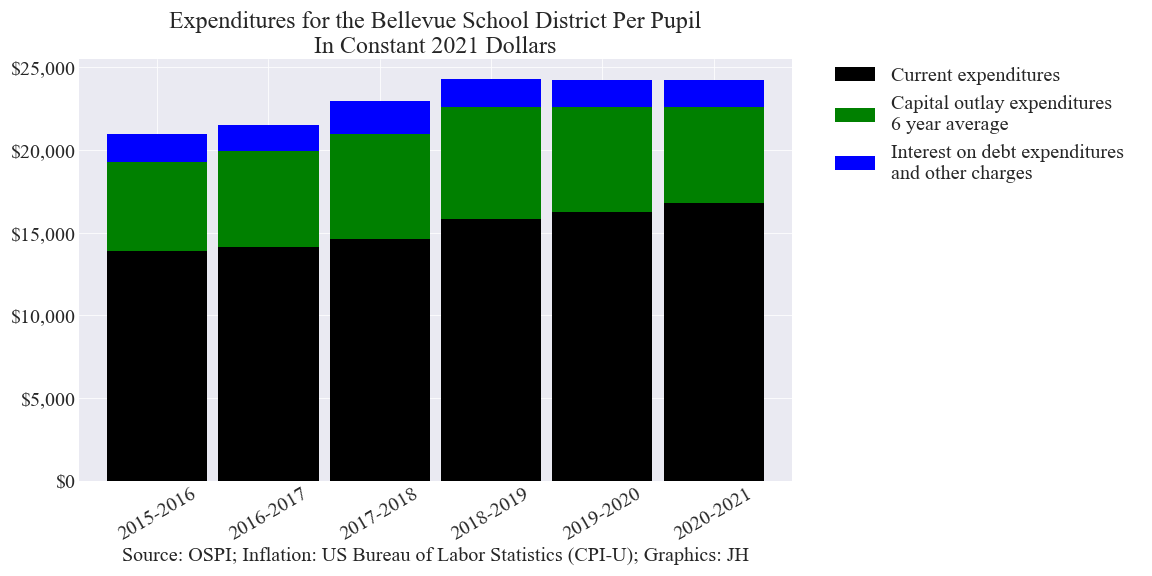 Expenditures for the Bellevue School District Per Pupil
In Constant 2021 Dollars
$25,000
$20,000
$15,000
$10,000
$5,000
$0
2015-2016
2016-2017
2017-2018
2018-2019
2019-2020
2020-2021
Source: OSPI; Inflation: US Bureau of Labor Statistics (CPI-U); Graphics: JH
Current expenditures
Capital outlay expenditures
6 year average
Interest on debt expenditures
and other charges